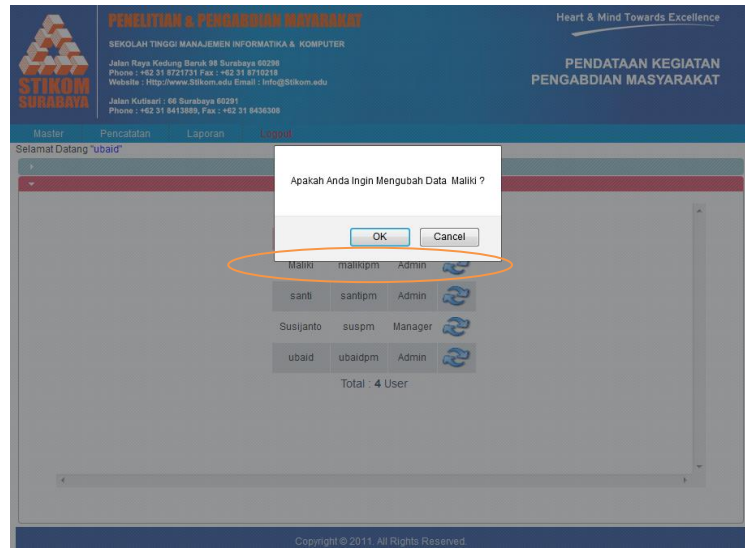 PENELITIAN & PENGABDIAN MAYARAKAT
Heart & Mind Towards Excellence
SEKOLAH TINGGI MANAJEMEN INFORMATIKA & KOMPUTER
Jalan Raya Kedung Baruk 98 Surabaya 60298
Phone : +62 31 8721731 Fax : +62 31 8710218
Website : Http://www.Stikom.edu Email : Info@Stikom.edu
Jalan Kutisari : 66 Surabaya 60291
Phone : +62 31 8413889, Fax : +62 31 8436308
STIKOM
SURABAYA
PENDATAAN KEGIATAN
PENGABDIAN MASYARAKAT
Master Pencatatan Laporan Logout
Selamat Datang "ubaid"
Apakah Anda Ingin Mengubah Data Maliki ?
OK Cancel
Maliki malikipm Admin
santi santipm Admin
Susijanto suspm Manager
ubaid ubaidpm Admin
Total : 4 User
Copyright © 2011. All Rights Reserved.